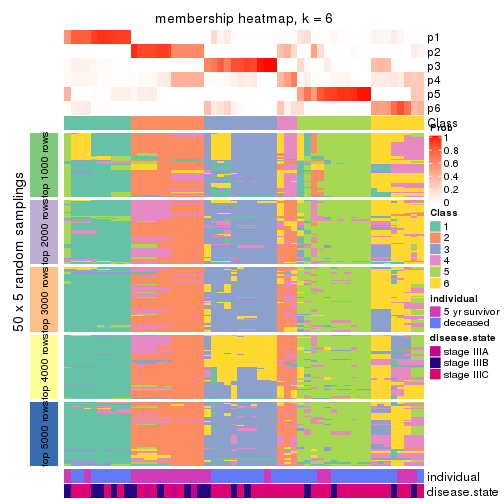 membership heatmap, k = 6
p1
p2
p3
p4
p5
p6
Class
Prob
1
0.8
0.6
0.4
0.2
0
Class
1
2
3
4
5
6
individual
5 yr survivor
deceased
disease.state
stage IIIA
stage IIIB
stage IIIC
50 x 5 random samplings
top 1000 rows
top 2000 rows
top 3000 rows
top 4000 rows
top 5000 rows
individual
disease.state